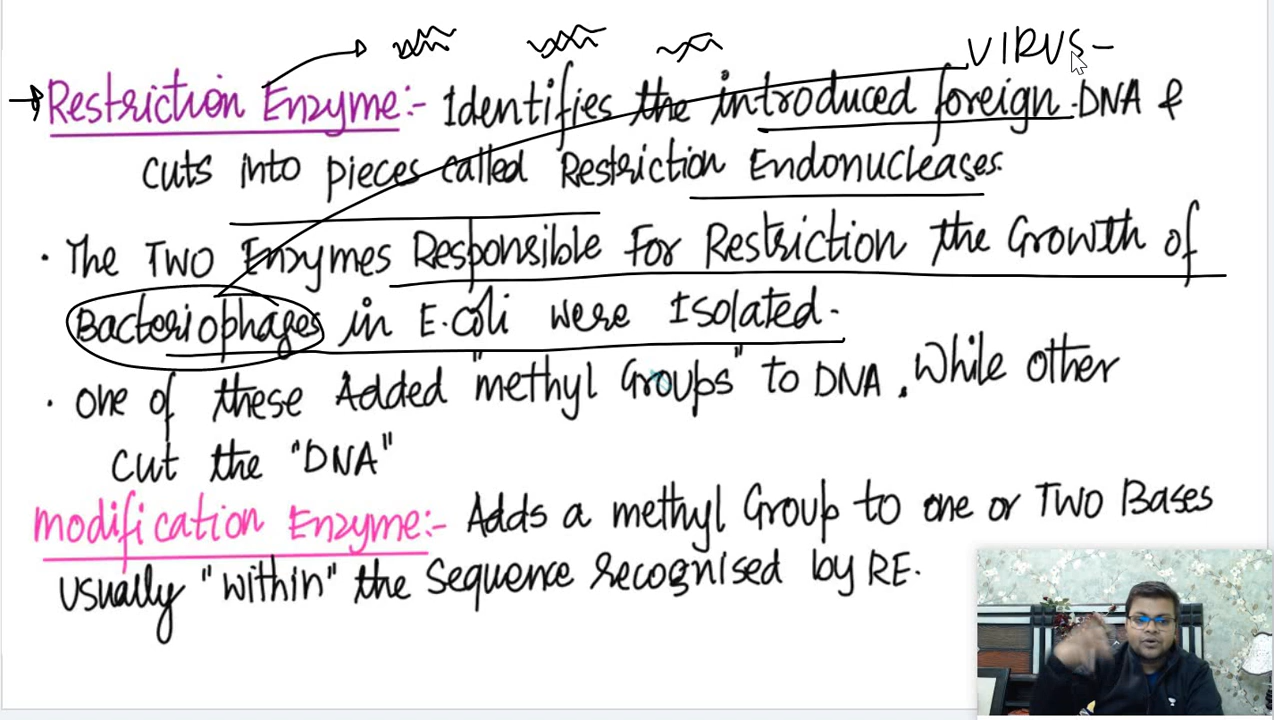 VIRUS-
Restriction Enzyme:- Identifies the introduced foreign DNA &
cuts into pieces called Restriction Endonucleases.
· The Two Enzymes Responsible For Restriction the Growth of
Bacteriophages in E.Coli were Isolated.
· one of these Added "methyl Groups" to DNA, While other
cut the "DNA"
modification Enzyme:- Adds a methyl Group to one or Two Bases
usually "within" the sequence recognised by RE.